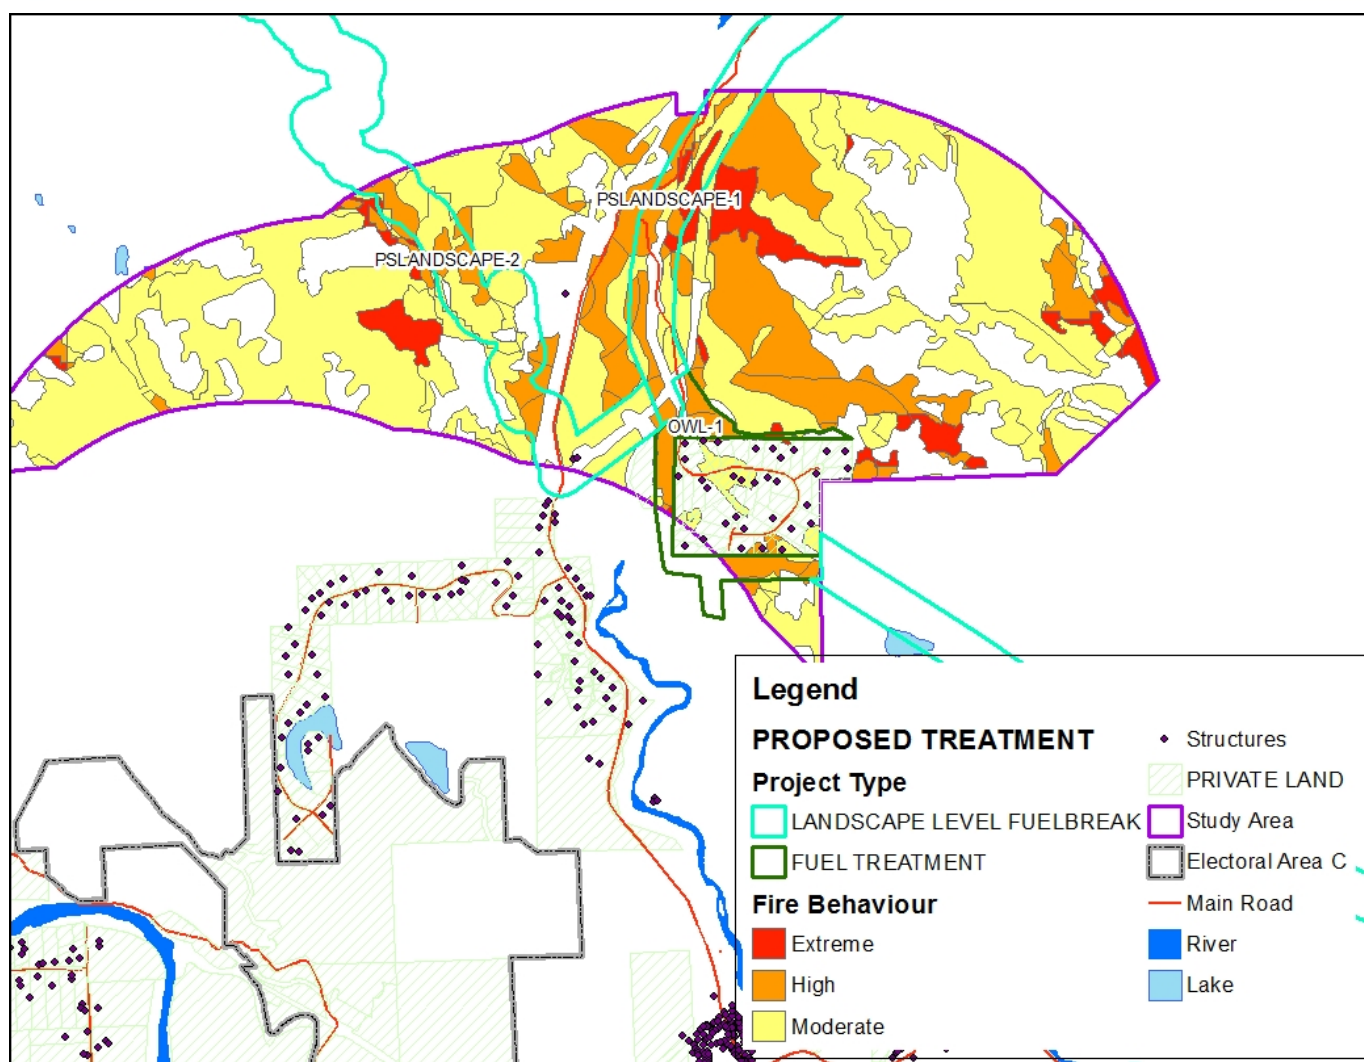 PSLANDSCAPE-1
PSLANDSCAPE-2
OWL-1
Legend
PROPOSED TREATMENT
Project Type
LANDSCAPE LEVEL FUELBREAK
FUEL TREATMENT
Fire Behaviour
Extreme
High
Moderate
Structures
PRIVATE LAND
Study Area
Electoral Area C
Main Road
River
Lake